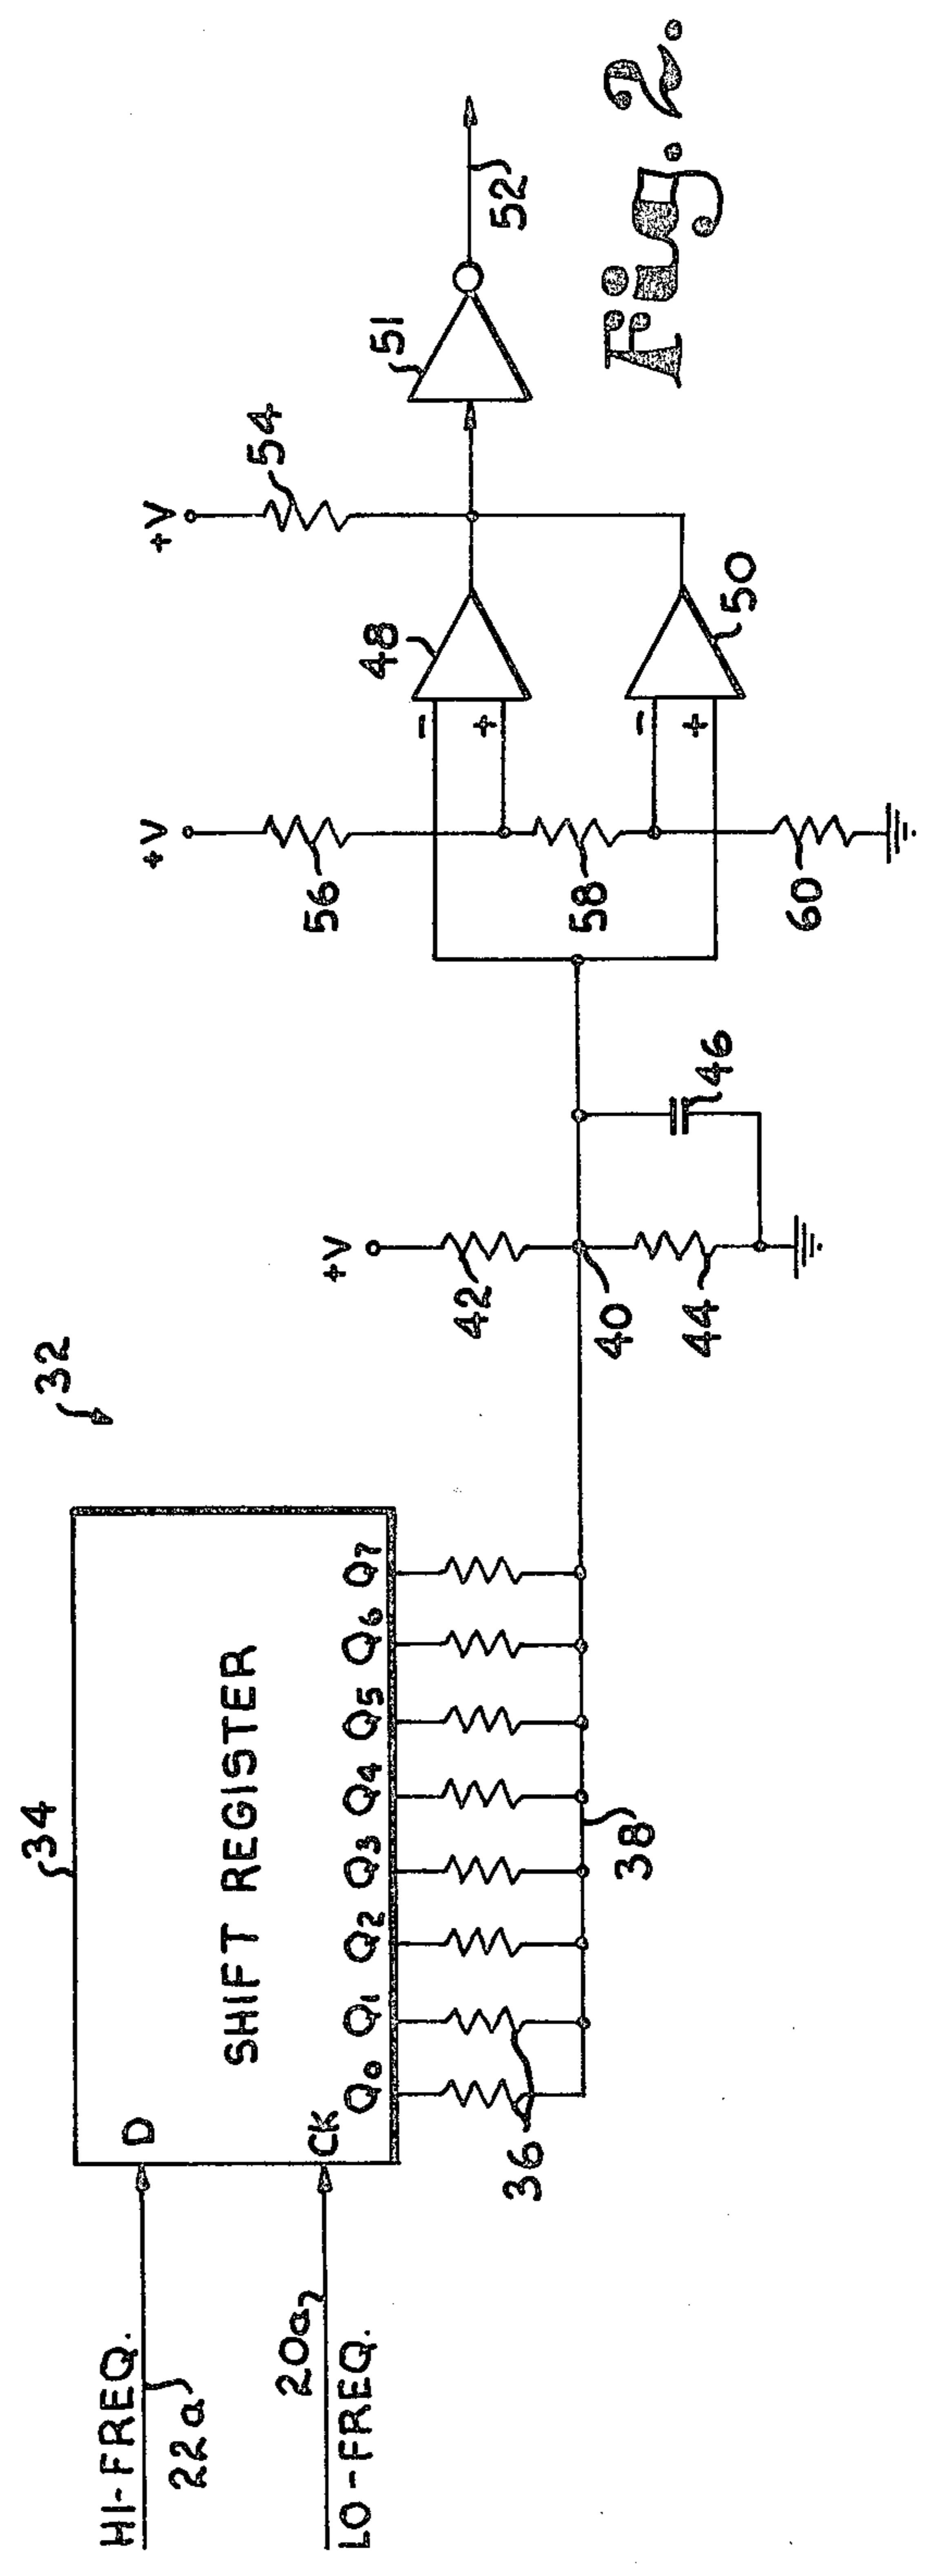 32
34
SHIFT REGISTER
HI-FREQ.
22a
D
LO-FREQ.
20a
CK
Q0 Q1 Q2 Q3 Q4 Q5 Q6 Q7
36
38
+V
42
40
44
46
+V
56
58
60
-
+
48
-
+
50
+V
54
51
52
Fig. 2.